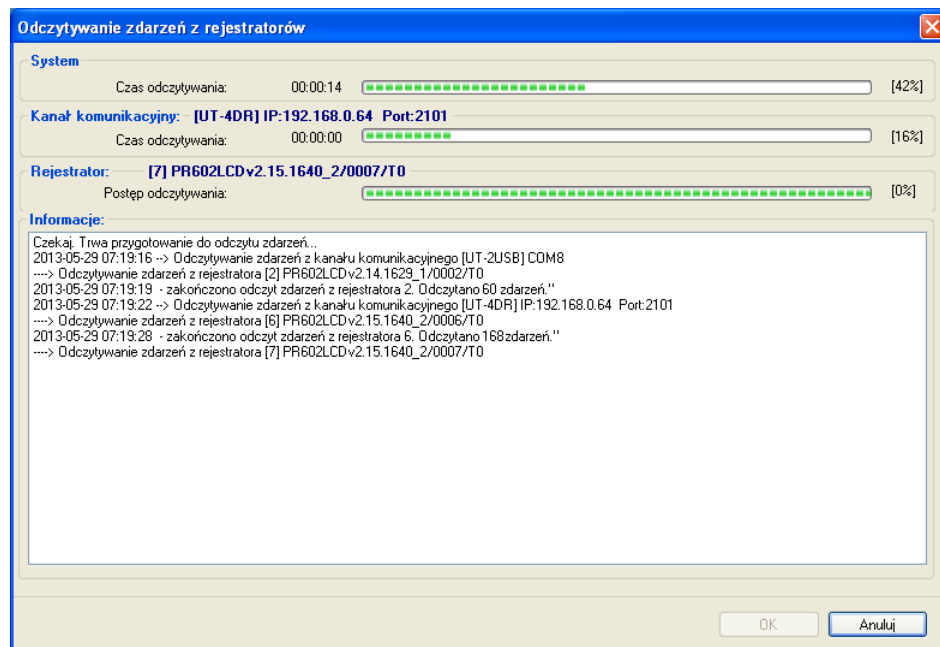 Odczytywanie zdarzeń z rejestratorów
System
Czas odczytywania: 00:00:14 [42%]
Kanał komunikacyjny: [UT-4DR] IP:192.168.0.64 Port:2101
Czas odczytywania: 00:00:00 [16%]
Rejestrator: [7] PR602LCDv2.15.1640_2/0007/T0
Postęp odczytywania: [0%]
Informacje:
Czekaj. Trwa przygotowanie do odczytu zdarzeń...
2013-05-29 07:19:16 --> Odczytywanie zdarzeń z kanału komunikacyjnego [UT-2USB] COM8
----> Odczytywanie zdarzeń z rejestratora [2] PR602LCDv2.14.1629_1/0002/T0
2013-05-29 07:19:19 - zakończono odczyt zdarzeń z rejestratora 2. Odczytano 60 zdarzeń."
2013-05-29 07:19:22 --> Odczytywanie zdarzeń z kanału komunikacyjnego [UT-4DR] IP:192.168.0.64 Port:2101
----> Odczytywanie zdarzeń z rejestratora [6] PR602LCDv2.15.1640_2/0006/T0
2013-05-29 07:19:28 - zakończono odczyt zdarzeń z rejestratora 6. Odczytano 168zdarzeń."
----> Odczytywanie zdarzeń z rejestratora [7] PR602LCDv2.15.1640_2/0007/T0
OK Anuluj